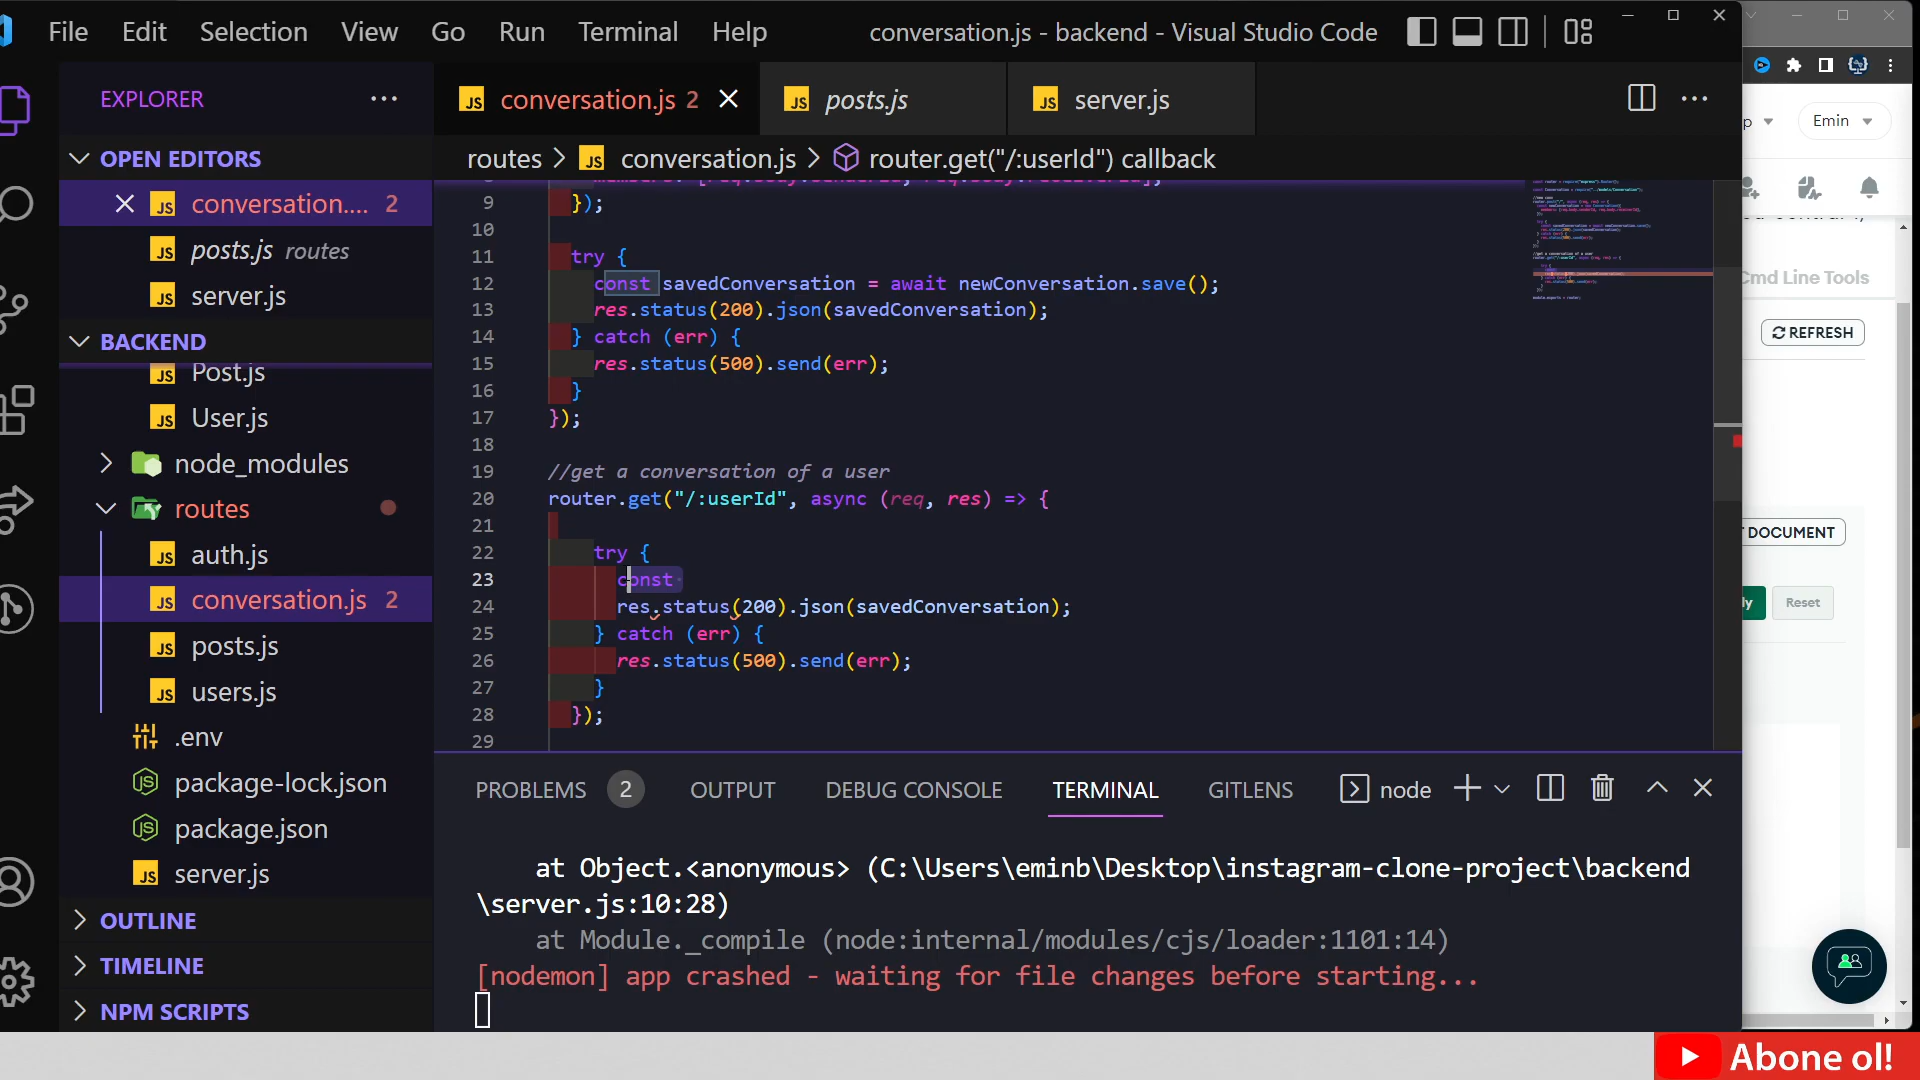 File Edit Selection View Go Run Terminal Help conversation.js - backend - Visual Studio Code
EXPLORER
OPEN EDITORS
conversation.... 2
posts.js routes
server.js
BACKEND
Post.js
User.js
node_modules
routes
auth.js
conversation.js 2
posts.js
users.js
.env
package-lock.json
package.json
server.js
OUTLINE
TIMELINE
NPM SCRIPTS
conversation.js 2 posts.js server.js
routes > conversation.js > router.get("/:userId") callback
9 });
10
11 try {
12 const savedConversation = await newConversation.save();
13 res.status(200).json(savedConversation);
14 } catch (err) {
15 res.status(500).send(err);
16 }
17 });
18
19 //get a conversation of a user
20 router.get("/:userId", async (req, res) => {
21
22 try {
23 const
24 res.status(200).json(savedConversation);
25 } catch (err) {
26 res.status(500).send(err);
27 }
28 });
29
PROBLEMS 2 OUTPUT DEBUG CONSOLE TERMINAL GITLENS node
at Object.<anonymous> (C:\Users\eminb\Desktop\instagram-clone-project\backend
\server.js:10:28)
at Module._compile (node:internal/modules/cjs/loader:1101:14)
[nodemon] app crashed - waiting for file changes before starting...
Emin
Cmd Line Tools
REFRESH
DOCUMENT
Reset
Abone ol!